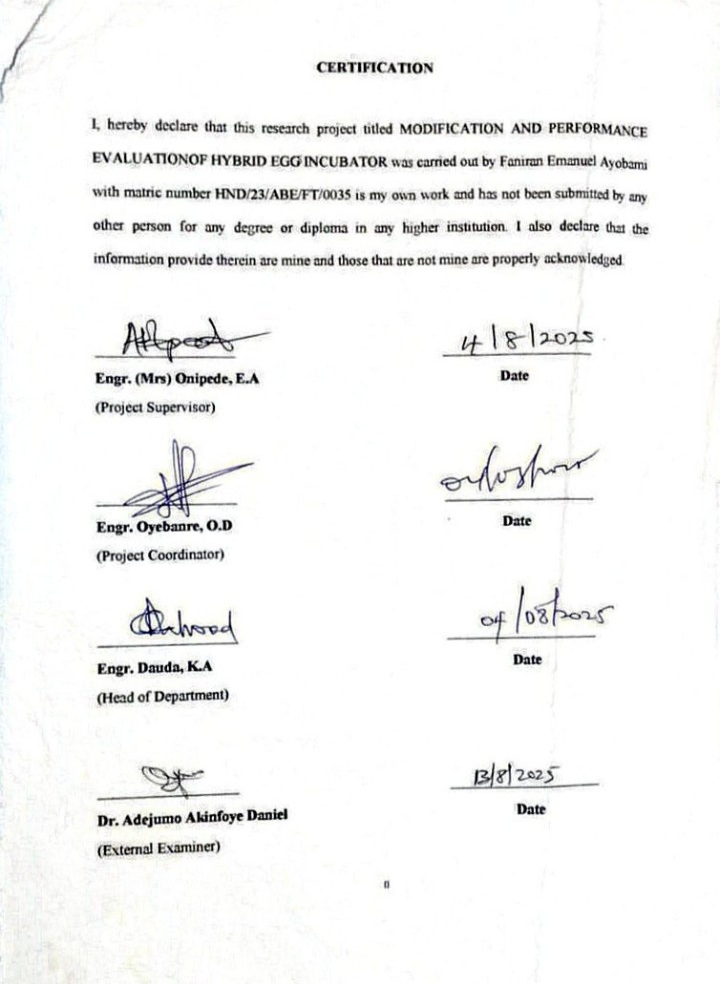 CERTIFICATION
I, hereby declare that this research project titled MODIFICATION AND PERFORMANCE
EVALUATIONOF HYBRID EGG INCUBATOR was carried out by Faniran Emanuel Ayobami
with matric number HND/23/ABE/FT/0035 is my own work and has not been submitted by any
other person for any degree or diploma in any higher institution. I also declare that the
information provide therein are mine and those that are not mine are properly acknowledged
4/8/2025
Engr. (Mrs) Onipede, E.A
Date
(Project Supervisor)
Engr. Oyebanre, O.D
Date
(Project Coordinator)
04/08/2025
Engr. Dauda, K.A
Date
(Head of Department)
13/8/2025
Dr. Adejumo Akinfoye Daniel
Date
(External Examiner)